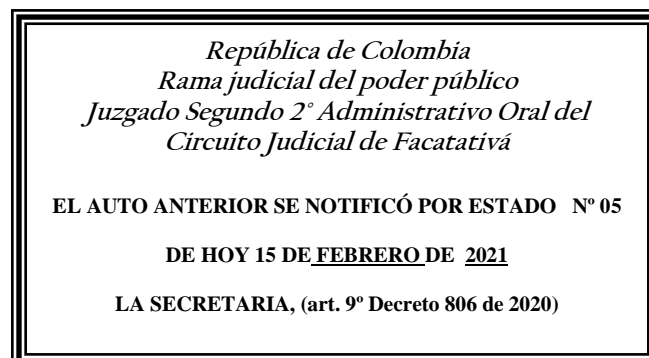 República de Colombia
Rama judicial del poder público
Juzgado Segundo 2° Administrativo Oral del
Circuito Judicial de Facatativá
EL AUTO ANTERIOR SE NOTIFICÓ POR ESTADO Nº 05
DE HOY 15 DE FEBRERO DE 2021
LA SECRETARIA, (art. 9º Decreto 806 de 2020)